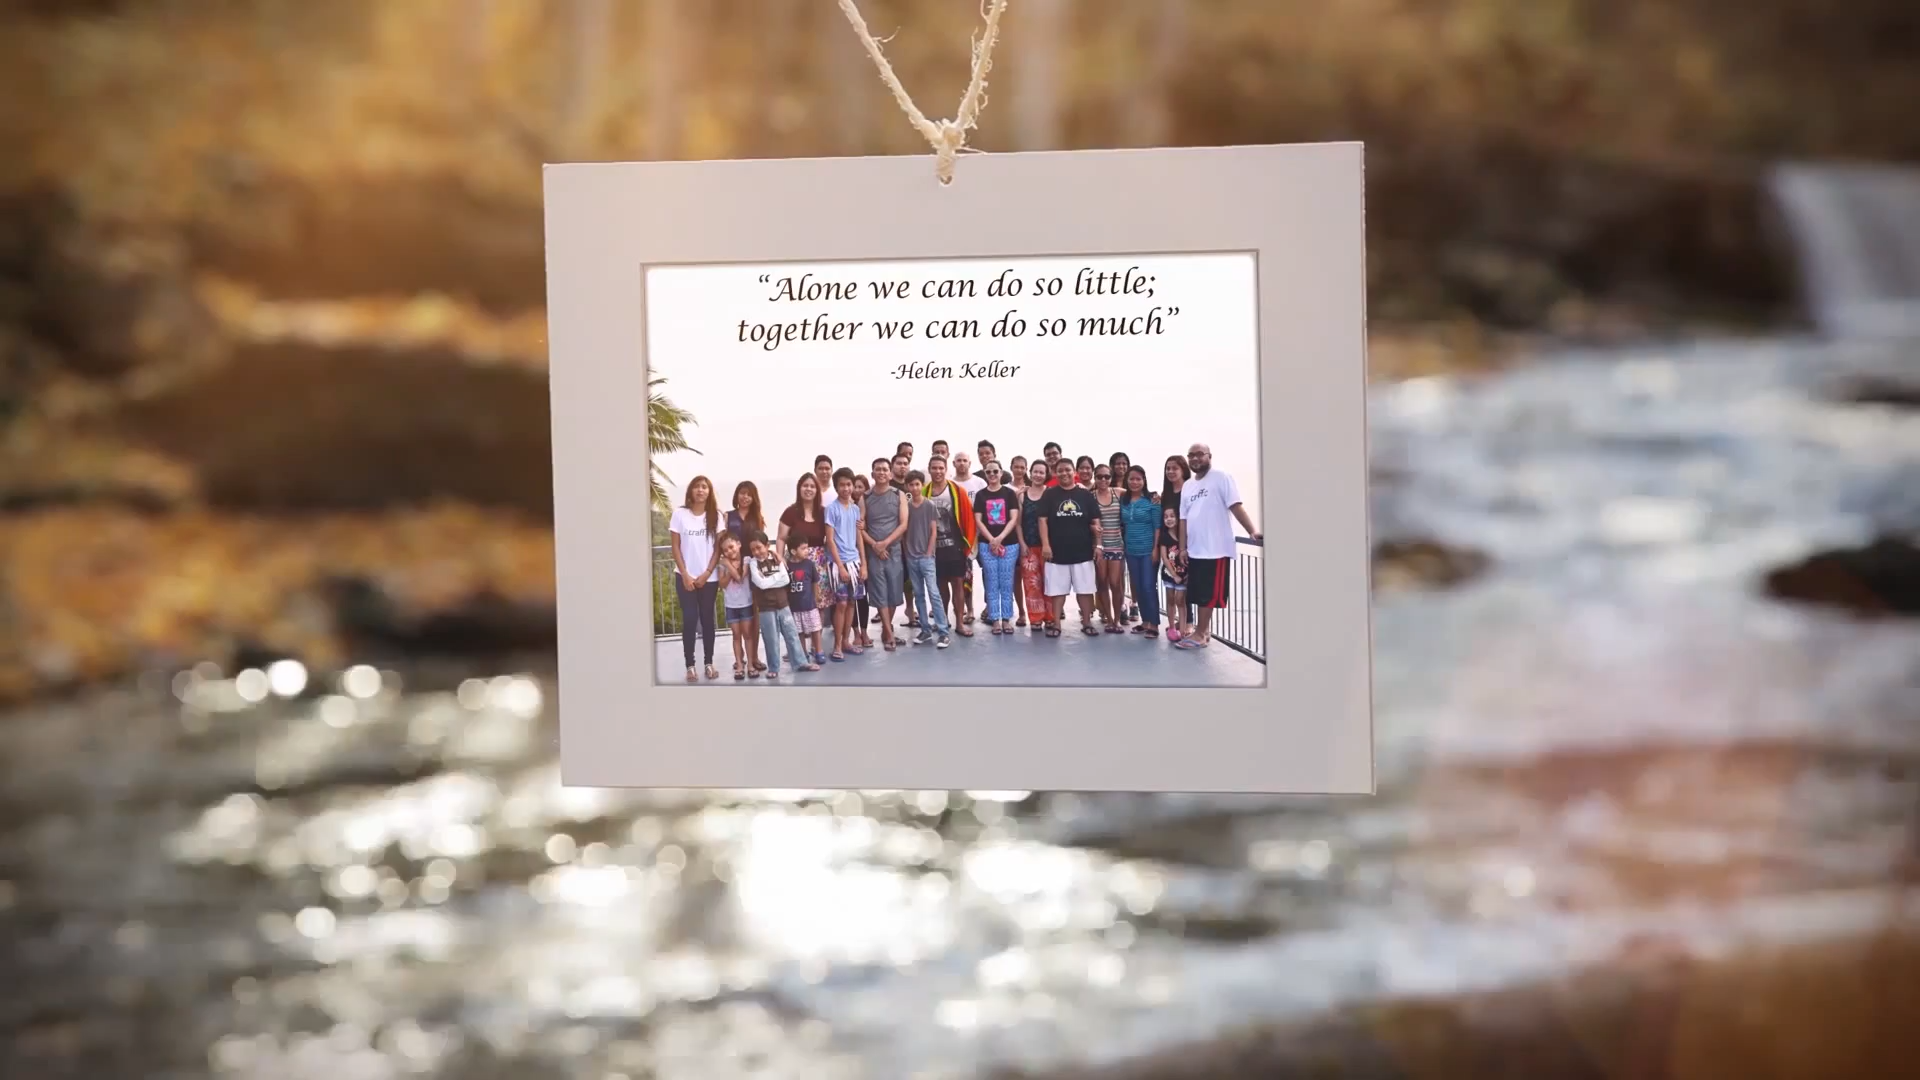 “Alone we can do so little;
together we can do so much”
-Helen Keller